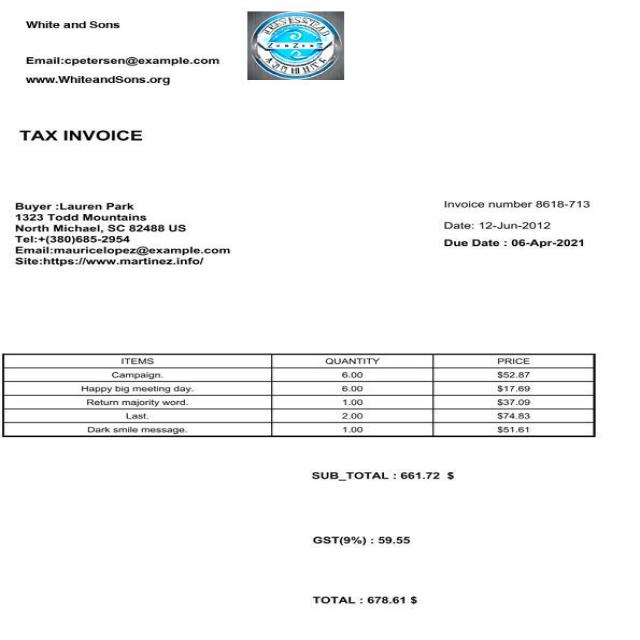 White and Sons
Email:cpetersen@example.com
www.WhiteandSons.org
TAX INVOICE
Buyer :Lauren Park
1323 Todd Mountains
North Michael, SC 82488 US
Tel:+(380)685-2954
Email:mauricelopez@example.com
Site:https://www.martinez.info/
Invoice number 8618-713
Date: 12-Jun-2012
Due Date : 06-Apr-2021
ITEMS QUANTITY PRICE
Campaign. 6.00 $52.87
Happy big meeting day. 6.00 $17.69
Return majority word. 1.00 $37.09
Last. 2.00 $74.83
Dark smile message. 1.00 $51.61
SUB_TOTAL : 661.72 $
GST(9%) : 59.55
TOTAL : 678.61 $